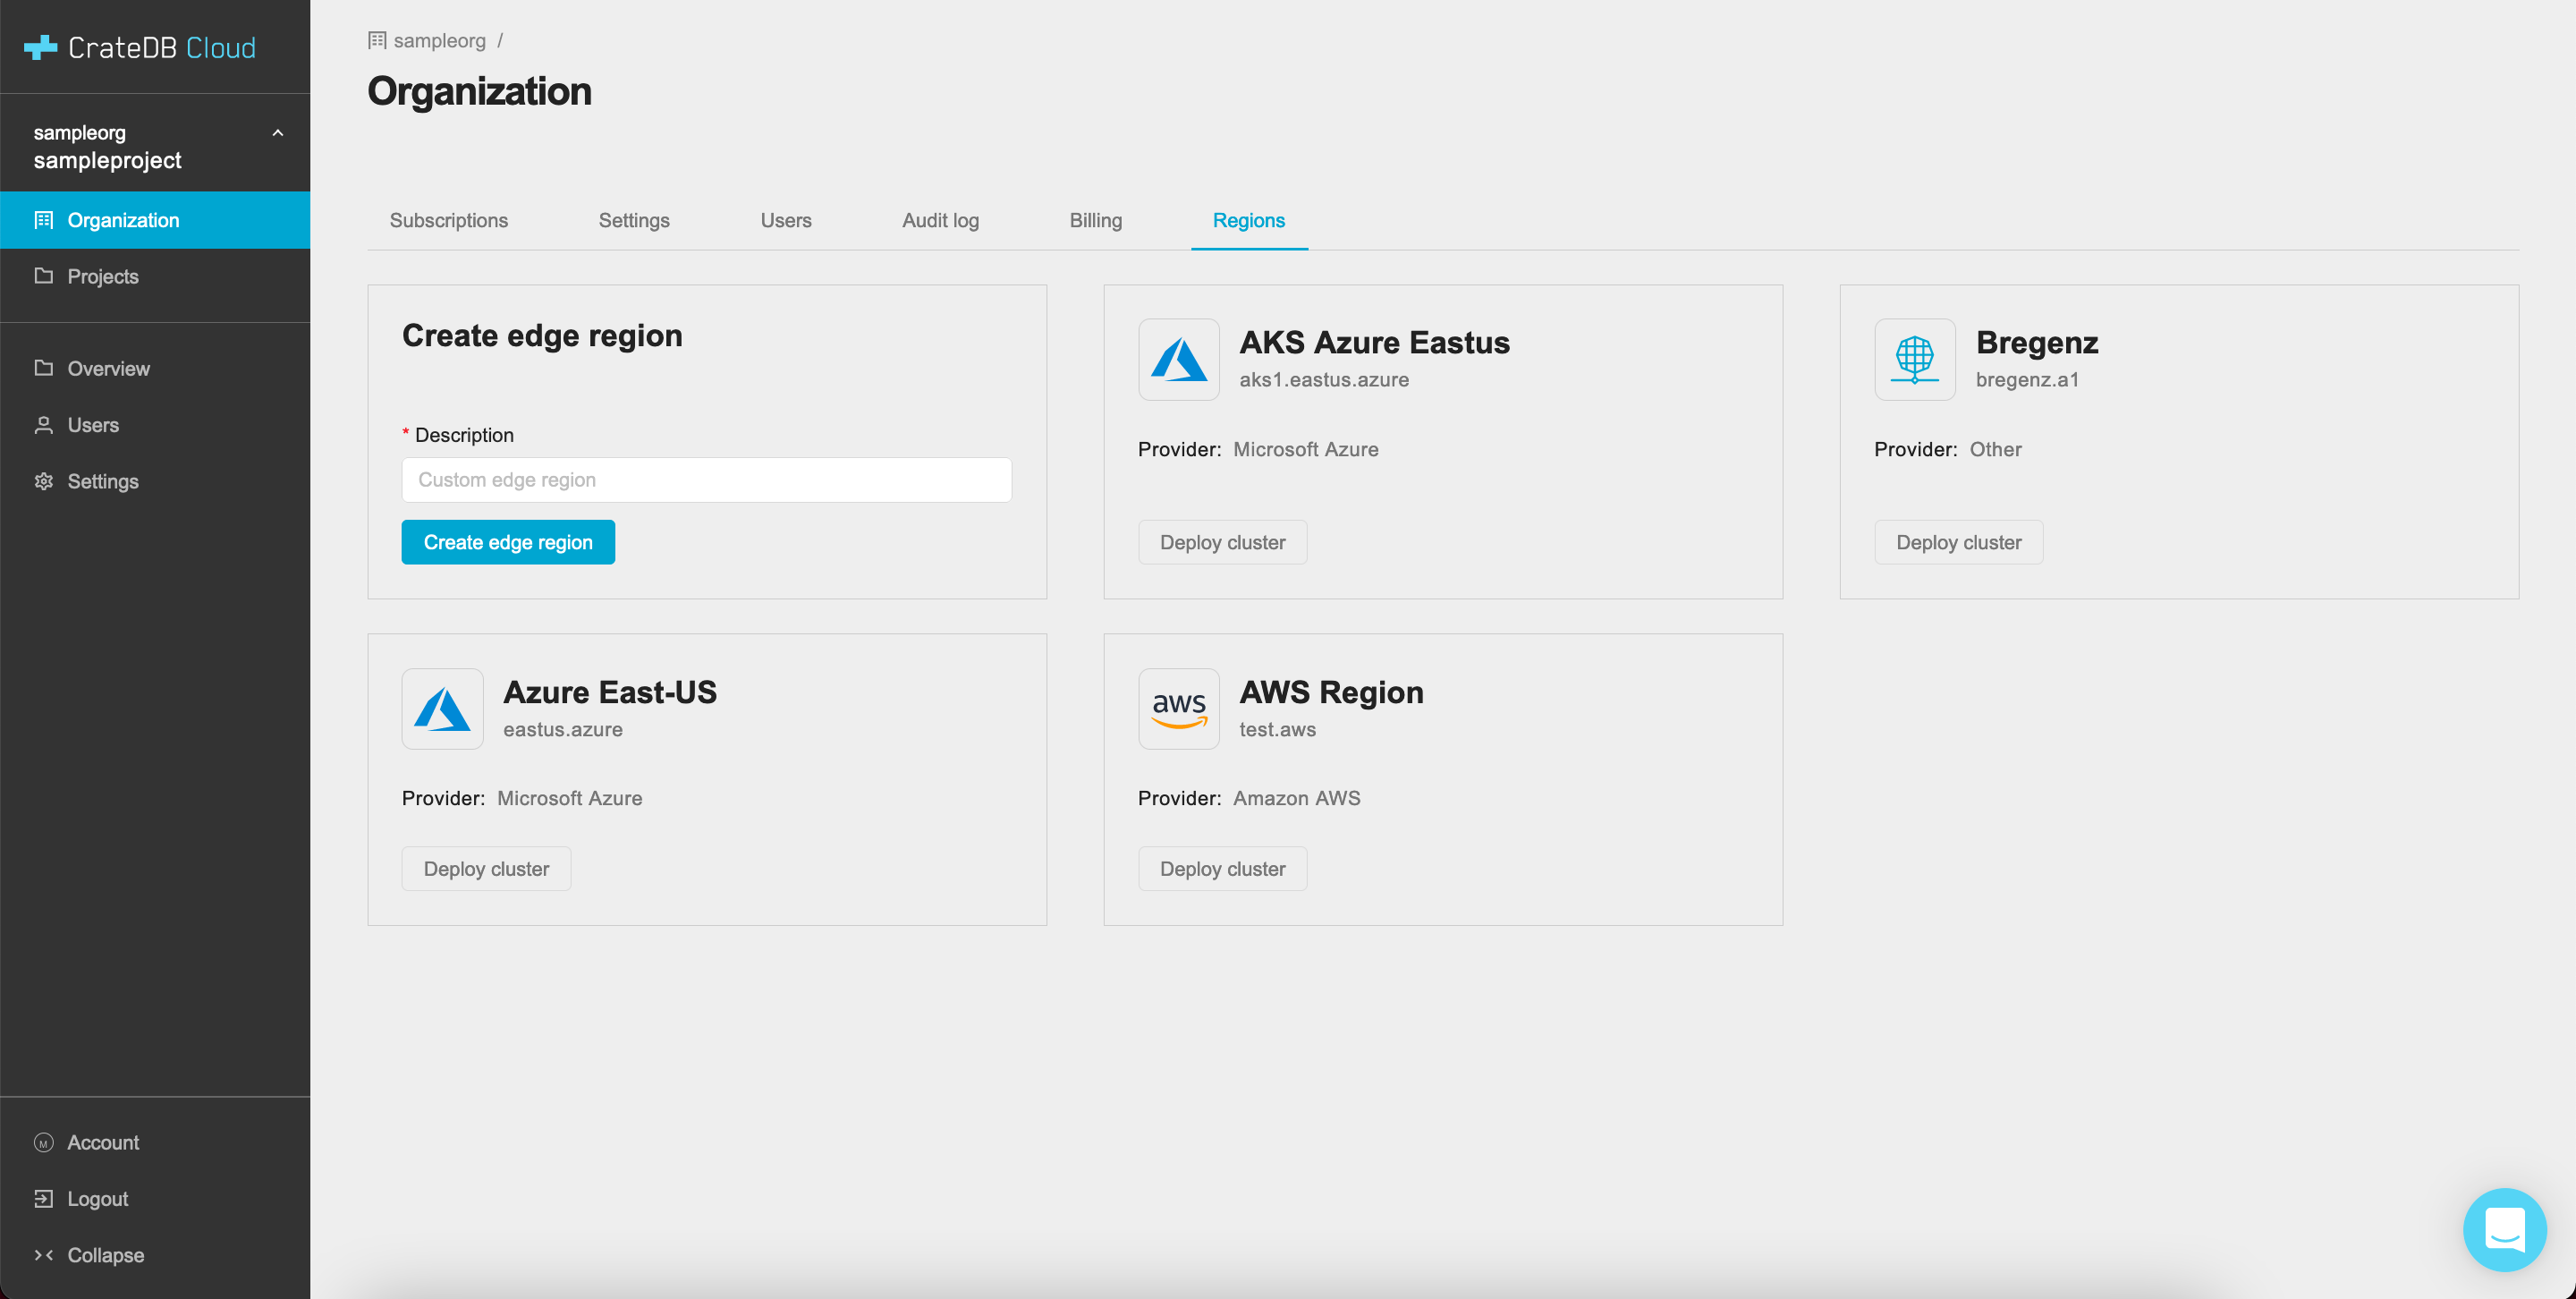 CrateDB Cloud
sampleorg
sampleproject
Organization
Projects
Overview
Users
Settings
M Account
Logout
Collapse
sampleorg /
Organization
Subscriptions Settings Users Audit log Billing Regions
Create edge region
* Description
Custom edge region
Create edge region
AKS Azure Eastus
aks1.eastus.azure
Provider: Microsoft Azure
Deploy cluster
Bregenz
bregenz.a1
Provider: Other
Deploy cluster
Azure East-US
eastus.azure
Provider: Microsoft Azure
Deploy cluster
aws
AWS Region
test.aws
Provider: Amazon AWS
Deploy cluster